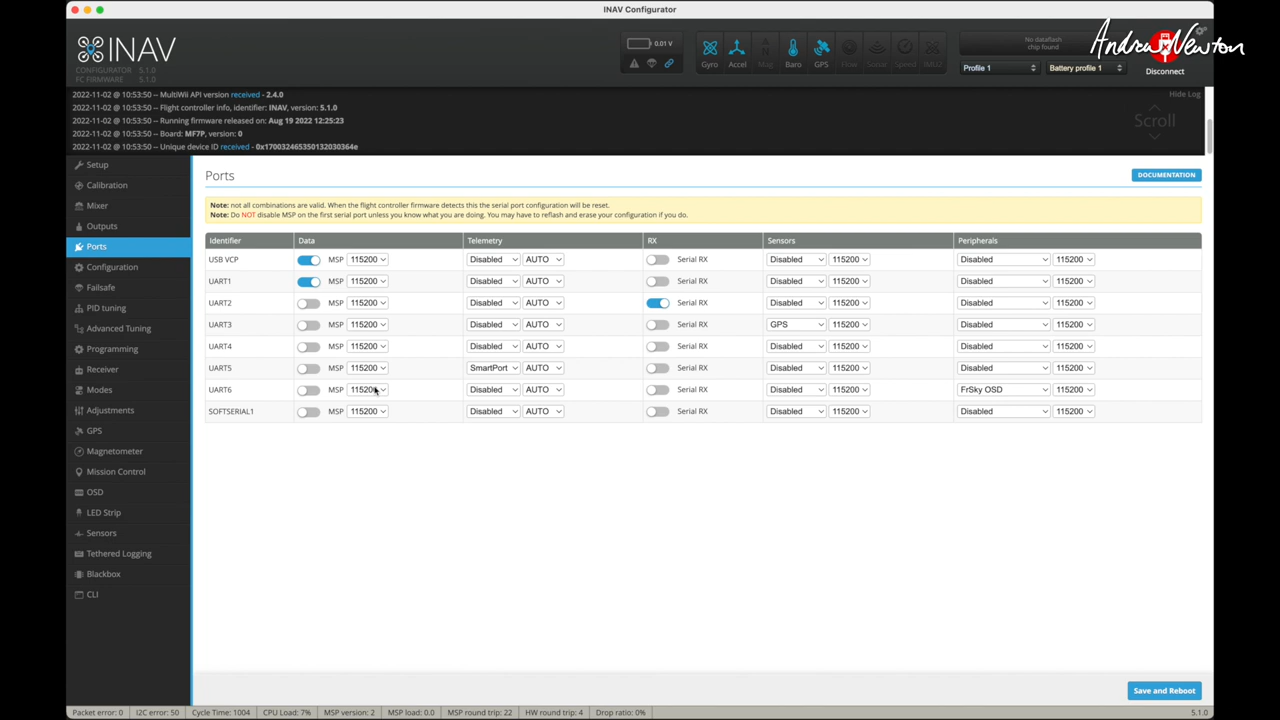 INAV Configurator
INAV
CONFIGURATOR 5.1.0
FC FIRMWARE 5.1.0
0.01 V
Gyro Accel Mag Baro GPS Flow Sonar Speed IMU2
No dataflash
chip found
Profile 1
Battery profile 1
Andrew Newton
Disconnect
2022-11-02 @ 10:53:50 -- MultiWii API version received - 2.4.0
2022-11-02 @ 10:53:50 -- Flight controller info, identifier: INAV, version: 5.1.0
2022-11-02 @ 10:53:50 -- Running firmware released on: Aug 19 2022 12:25:23
2022-11-02 @ 10:53:50 -- Board: MF7P, version: 0
2022-11-02 @ 10:53:50 -- Unique device ID received - 0x170032465350132030364e
Hide Log
Scroll
Setup
Calibration
Mixer
Outputs
Ports
Configuration
Failsafe
PID tuning
Advanced Tuning
Programming
Receiver
Modes
Adjustments
GPS
Magnetometer
Mission Control
OSD
LED Strip
Sensors
Tethered Logging
Blackbox
CLI
Ports
DOCUMENTATION
Note: not all combinations are valid. When the flight controller firmware detects this the serial port configuration will be reset.
Note: Do NOT disable MSP on the first serial port unless you know what you are doing. You may have to reflash and erase your configuration if you do.
Identifier Data Telemetry RX Sensors Peripherals
USB VCP MSP 115200 Disabled AUTO Serial RX Disabled 115200 Disabled 115200
UART1 MSP 115200 Disabled AUTO Serial RX Disabled 115200 Disabled 115200
UART2 MSP 115200 Disabled AUTO Serial RX Disabled 115200 Disabled 115200
UART3 MSP 115200 Disabled AUTO Serial RX GPS 115200 Disabled 115200
UART4 MSP 115200 Disabled AUTO Serial RX Disabled 115200 Disabled 115200
UART5 MSP 115200 SmartPort AUTO Serial RX Disabled 115200 Disabled 115200
UART6 MSP 115200 Disabled AUTO Serial RX Disabled 115200 FrSky OSD 115200
SOFTSERIAL1 MSP 115200 Disabled AUTO Serial RX Disabled 115200 Disabled 115200
Save and Reboot
Packet error: 0 I2C error: 50 Cycle Time: 1004 CPU Load: 7% MSP version: 2 MSP load: 0.0 MSP round trip: 22 HW round trip: 4 Drop ratio: 0% 5.1.0